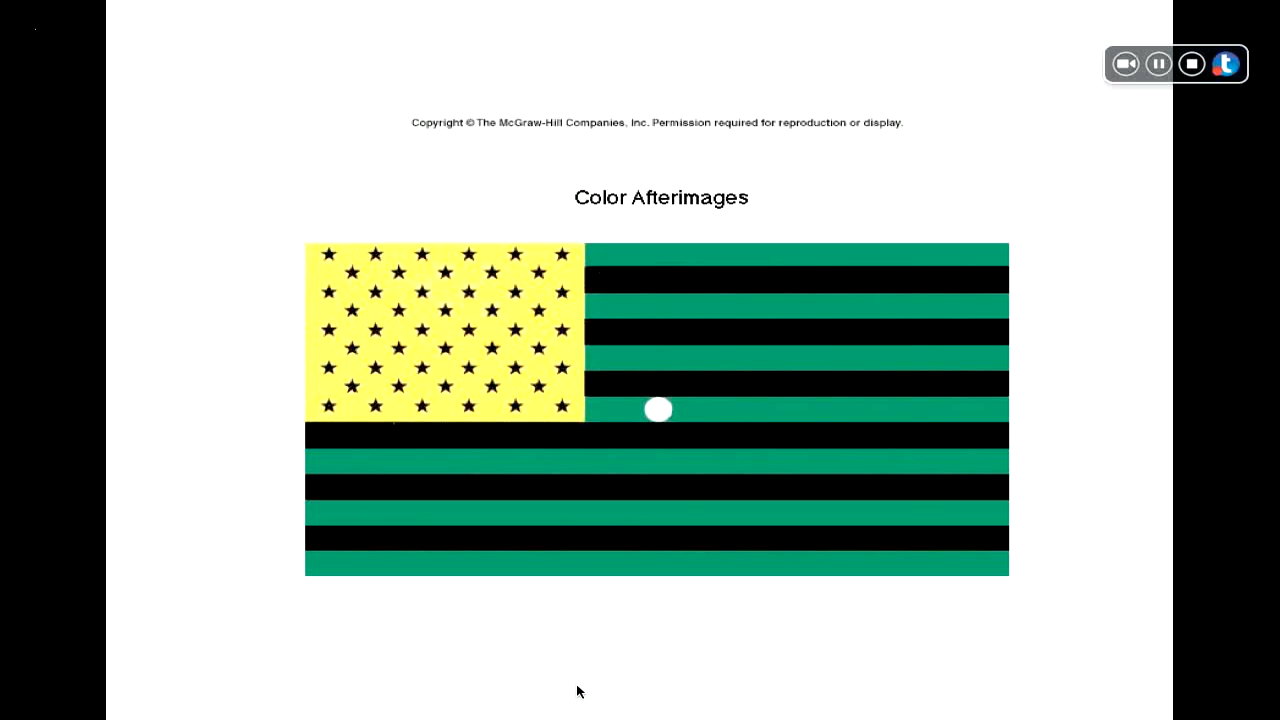 Copyright © The McGraw-Hill Companies, Inc. Permission required for reproduction or display.
Color Afterimages
t